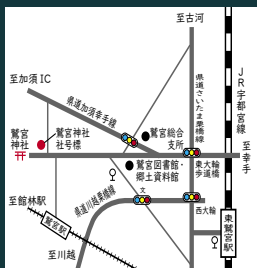 至古河
至加須IC
県道加須幸手線
県道さいたま栗橋線
JR宇都宮線
鷲宮神社
社号標
鷲宮
神社
鷲宮総合
支所
東大輪
歩道橋
至幸手
鷲宮図書館・
郷土資料館
至館林駅
県道川越栗橋線
文
西大輪
鷲宮駅
東鷲宮駅
至川越